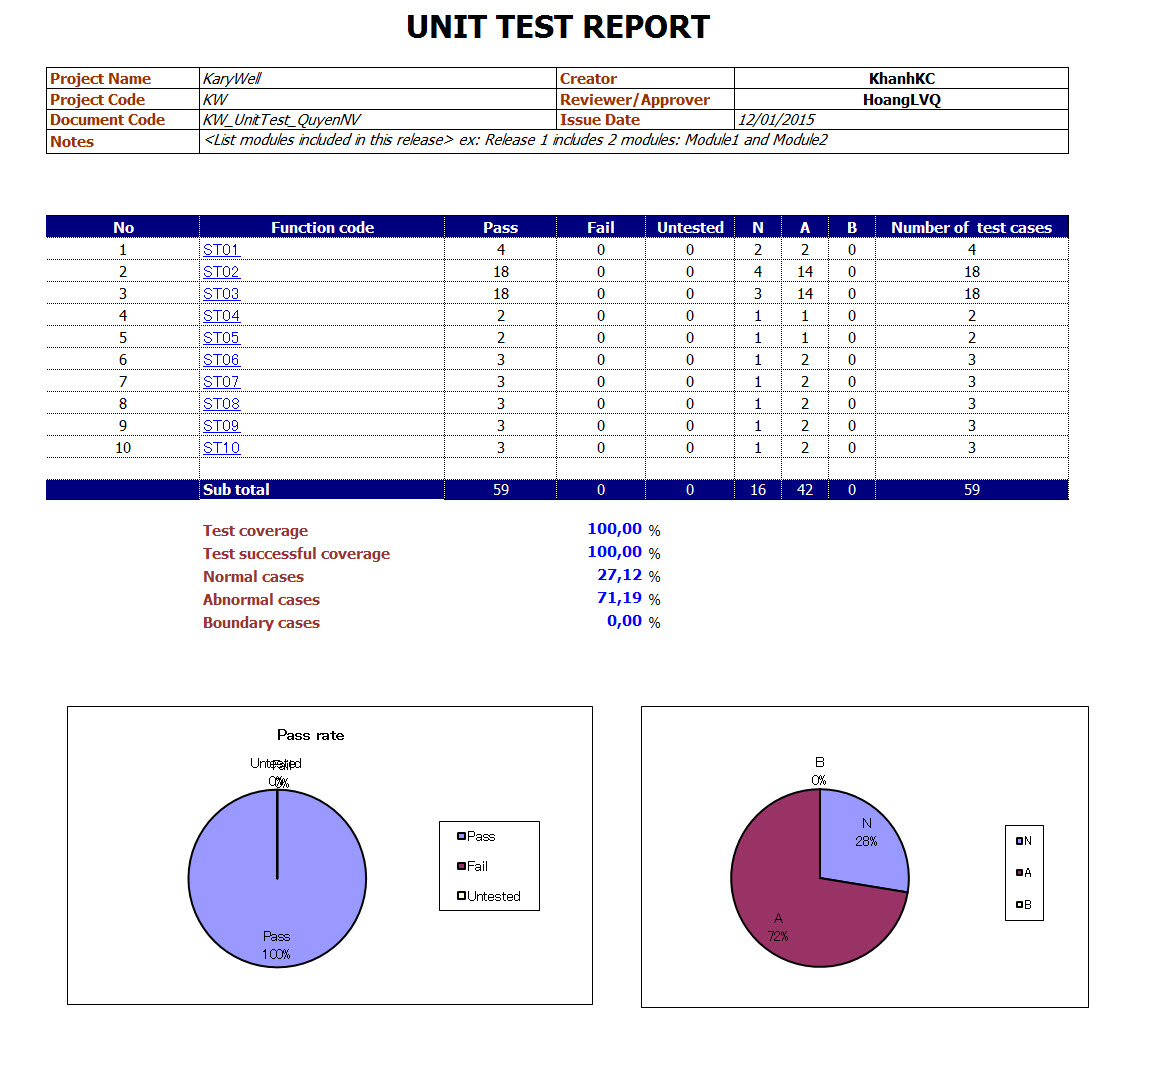 UNIT TEST REPORT
Project Name KaryWell Creator KhanhKC
Project Code KW Reviewer/Approver HoangLVQ
Document Code KW_UnitTest_QuyenNV Issue Date 12/01/2015
Notes <List modules included in this release> ex: Release 1 includes 2 modules: Module1 and Module2
No Function code Pass Fail Untested N A B Number of test cases
1 ST01 4 0 0 2 2 0 4
2 ST02 18 0 0 4 14 0 18
3 ST03 18 0 0 3 14 0 18
4 ST04 2 0 0 1 1 0 2
5 ST05 2 0 0 1 1 0 2
6 ST06 3 0 0 1 2 0 3
7 ST07 3 0 0 1 2 0 3
8 ST08 3 0 0 1 2 0 3
9 ST09 3 0 0 1 2 0 3
10 ST10 3 0 0 1 2 0 3
Sub total 59 0 0 16 42 0 59
Test coverage 100,00 %
Test successful coverage 100,00 %
Normal cases 27,12 %
Abnormal cases 71,19 %
Boundary cases 0,00 %
Pass rate
Untested
0%
Fail
0%
Pass
100%
Pass
Fail
Untested
B
0%
N
28%
A
72%
N
A
B